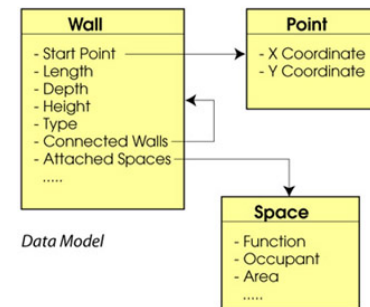 Wall
- Start Point
- Length
- Depth
- Height
- Type
- Connected Walls
- Attached Spaces
.....
Point
- X Coordinate
- Y Coordinate
Data Model
Space
- Function
- Occupant
- Area
.....